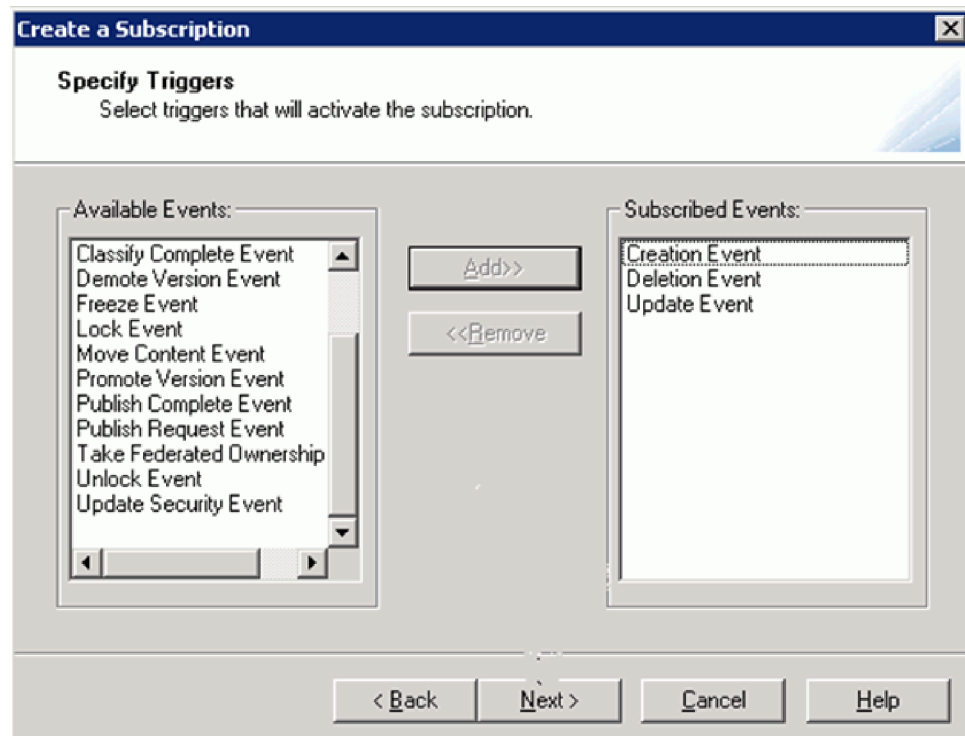 Create a Subscription
Specify Triggers
Select triggers that will activate the subscription.
Available Events:
Classify Complete Event
Demote Version Event
Freeze Event
Lock Event
Move Content Event
Promote Version Event
Publish Complete Event
Publish Request Event
Take Federated Ownership
Unlock Event
Update Security Event
Add>>
<<Remove
Subscribed Events:
Creation Event
Deletion Event
Update Event
< Back
Next >
Cancel
Help